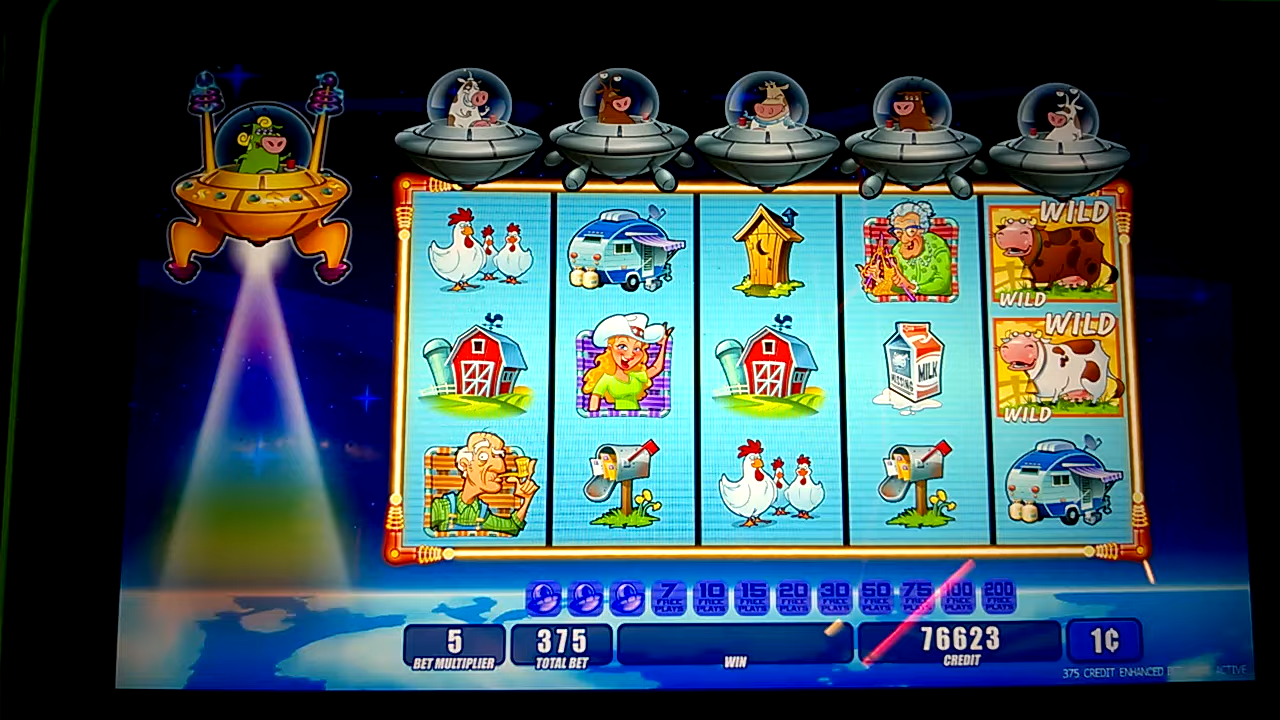 WILD
WILD
WILD
WILD
MISSING
MILK
7 FREE PLAYS
10 FREE PLAYS
15 FREE PLAYS
20 FREE PLAYS
30 FREE PLAYS
50 FREE PLAYS
75 FREE PLAYS
100 FREE PLAYS
200 FREE PLAYS
5
BET MULTIPLIER
375
TOTAL BET
WIN
76623
CREDIT
1¢
375 CREDIT ENHANCED
ACTIVE